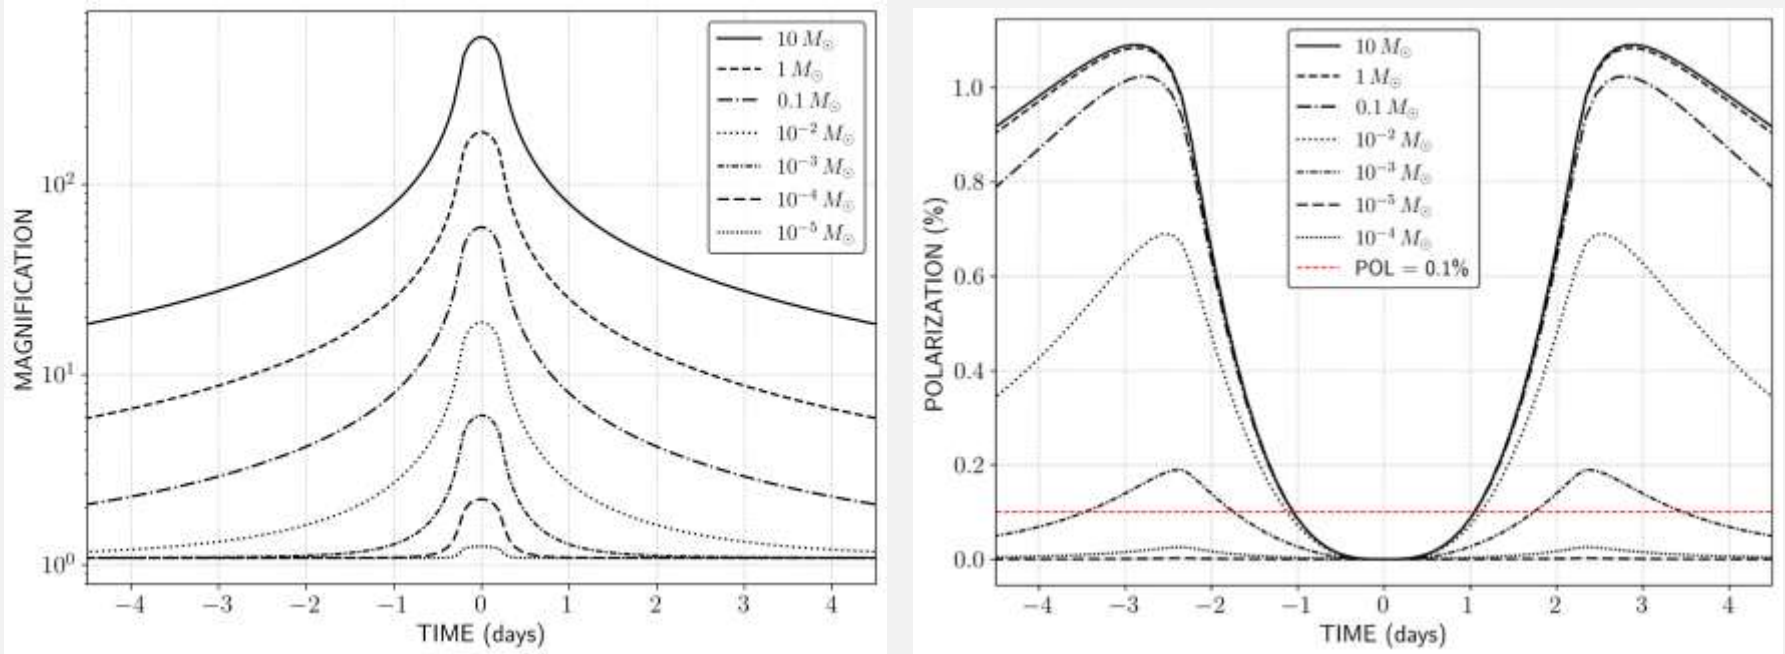 MAGNIFICATION
10²
10¹
10⁰
−4 −3 −2 −1 0 1 2 3 4
TIME (days)
10 M☉
1 M☉
0.1 M☉
10⁻² M☉
10⁻³ M☉
10⁻⁴ M☉
10⁻⁵ M☉
POLARIZATION (%)
1.0
0.8
0.6
0.4
0.2
0.0
−4 −3 −2 −1 0 1 2 3 4
TIME (days)
10 M☉
1 M☉
0.1 M☉
10⁻² M☉
10⁻³ M☉
10⁻⁵ M☉
10⁻⁴ M☉
POL = 0.1%